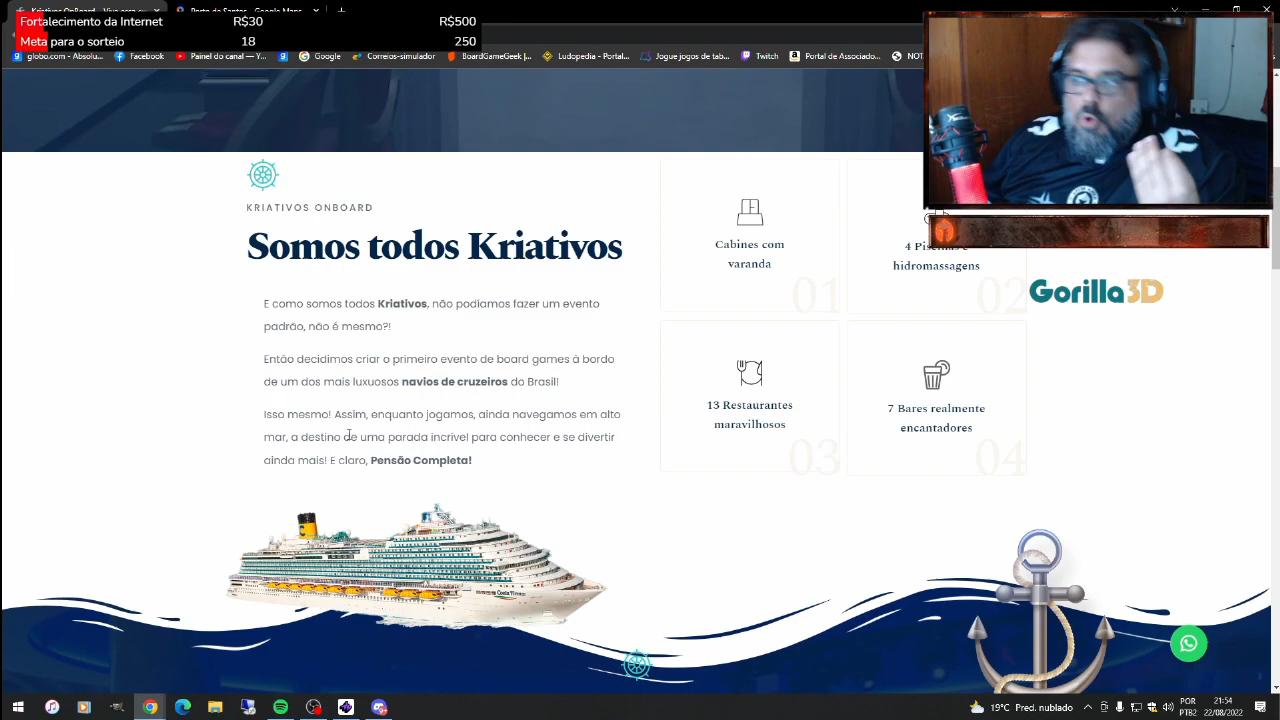 Fortalecimento da Internet R$30 R$500
Meta para o sorteio 18 250
globo.com - Absolu... Facebook Painel do canal — Y... Google Correios-simulador BoardGameGeek Ludopedia - Portal... Jogue jogos de tab... Twitch Portal de Associado... NOT
KRIATIVOS ONBOARD
Somos todos Kriativos
E como somos todos Kriativos, não podíamos fazer um evento
padrão, não é mesmo?!
Então decidimos criar o primeiro evento de board games à bordo
de um dos mais luxuosos navios de cruzeiros do Brasil!
Isso mesmo! Assim, enquanto jogamos, ainda navegamos em alto
mar, a destino de uma parada incrível para conhecer e se divertir
ainda mais! E claro, Pensão Completa!
Cabines com
varanda
01
4 Piscinas e
hidromassagens
02
13 Restaurantes
maravilhosos
03
7 Bares realmente
encantadores
04
Gorilla3D
19°C Pred nublado
POR
PTB2
21:54
22/08/2022